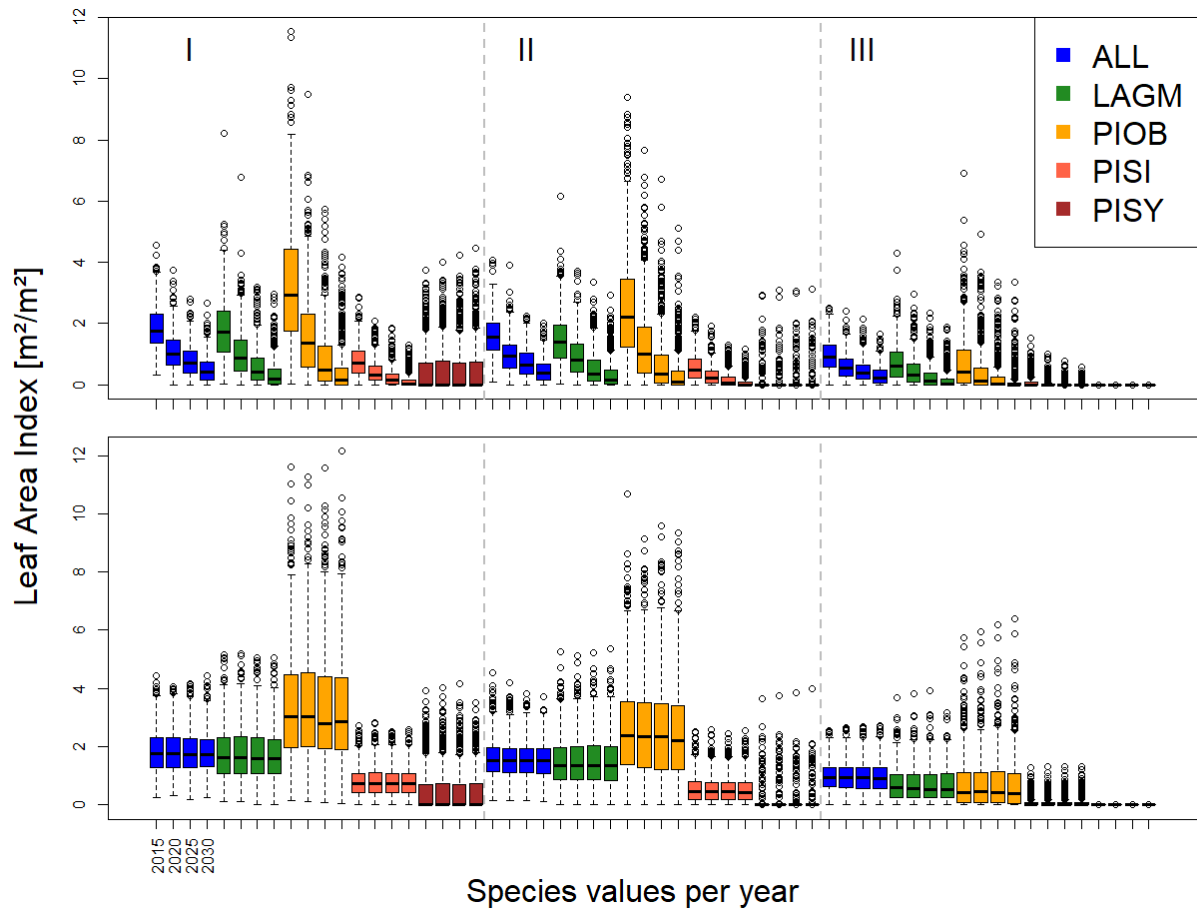 I II III
ALL
LAGM
PIOB
PISI
PISY
12
10
8
6
4
2
0
Leaf Area Index [m²/m²]
12
10
8
6
4
2
0
2015 2020 2025 2030
Species values per year